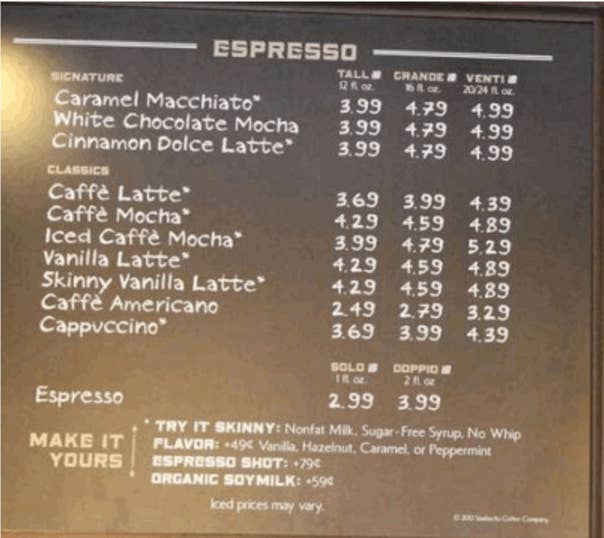 ESPRESSO
SIGNATURE TALL GRANDE VENTI
12 fl. oz. 16 fl. oz. 20/24 fl. oz.
Caramel Macchiato* 3.99 4.79 4.99
White Chocolate Mocha 3.99 4.79 4.99
Cinnamon Dolce Latte* 3.99 4.79 4.99
CLASSICS
Caffè Latte* 3.69 3.99 4.39
Caffè Mocha* 4.29 4.59 4.89
Iced Caffè Mocha* 3.99 4.79 5.29
Vanilla Latte* 4.29 4.59 4.89
Skinny Vanilla Latte* 4.29 4.59 4.89
Caffè Americano 2.49 2.79 3.29
Cappuccino* 3.69 3.99 4.39
SOLO DOPPIO
1 fl. oz. 2 fl. oz
Espresso 2.99 3.99
MAKE IT YOURS
* TRY IT SKINNY: Nonfat Milk, Sugar-Free Syrup, No Whip
FLAVOR: +49¢ Vanilla, Hazelnut, Caramel, or Peppermint
ESPRESSO SHOT: +79¢
ORGANIC SOYMILK: +59¢
Iced prices may vary.
Starbucks Coffee Company